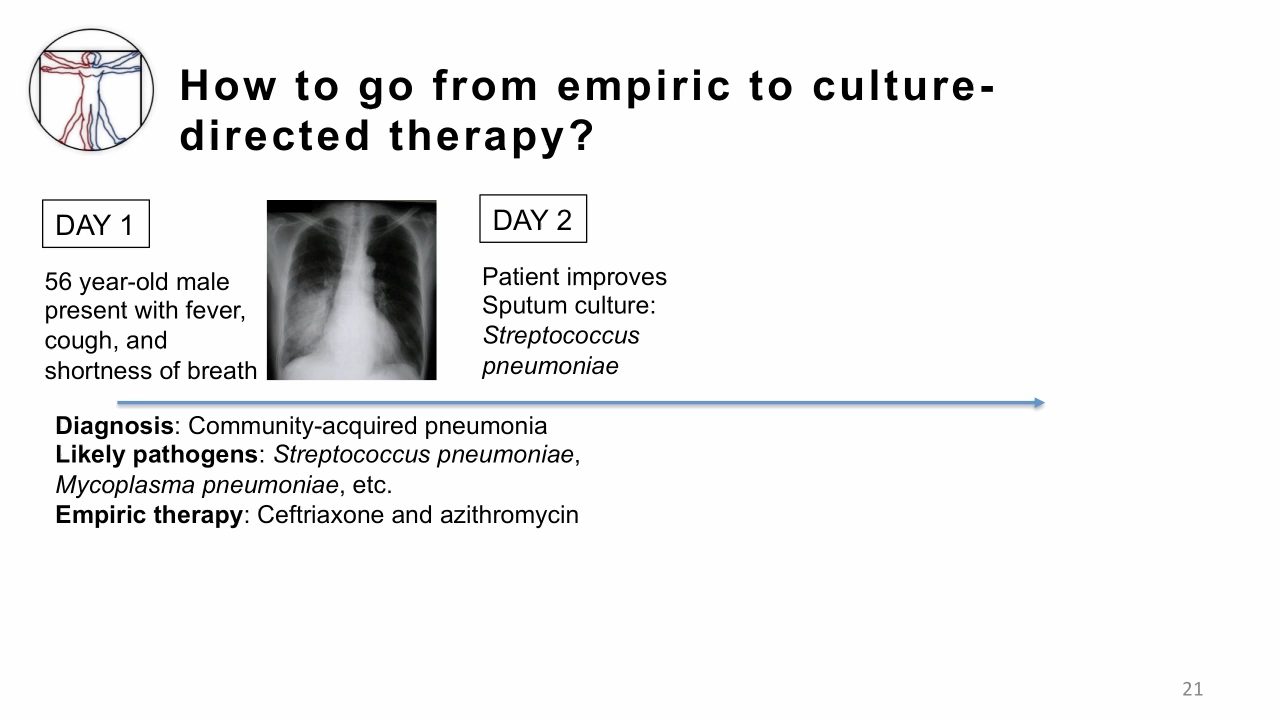 How to go from empiric to culture-
directed therapy?
DAY 1
56 year-old male
present with fever,
cough, and
shortness of breath
DAY 2
Patient improves
Sputum culture:
Streptococcus
pneumoniae
Diagnosis: Community-acquired pneumonia
Likely pathogens: Streptococcus pneumoniae,
Mycoplasma pneumoniae, etc.
Empiric therapy: Ceftriaxone and azithromycin
21